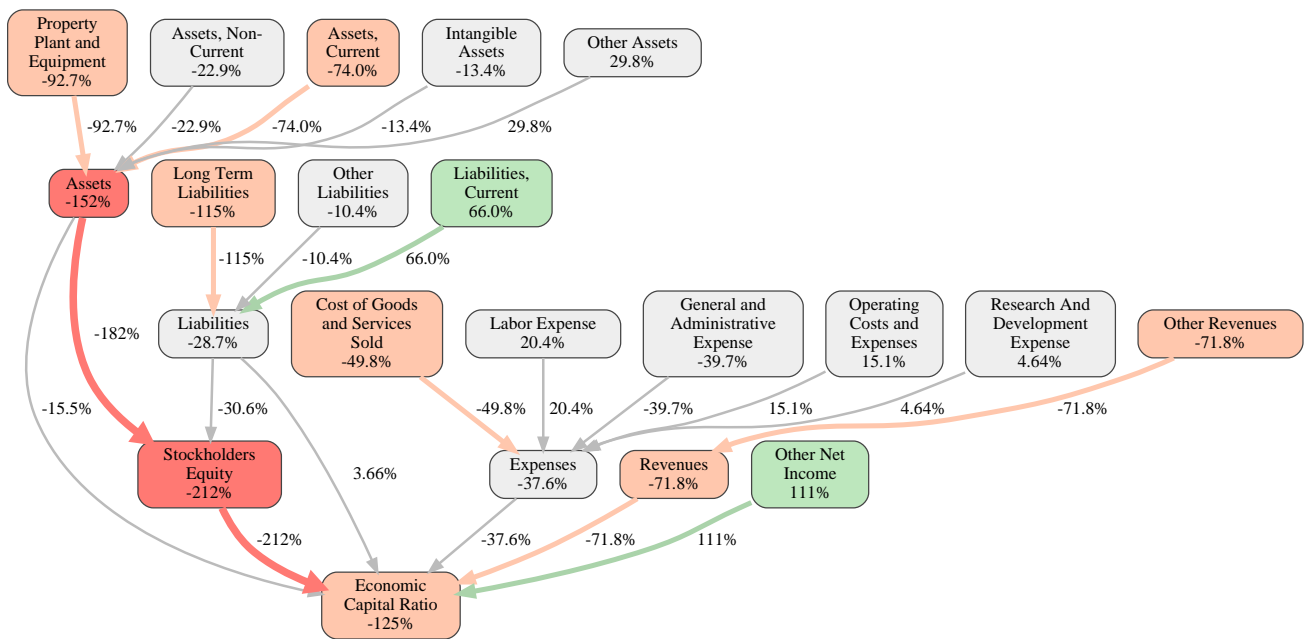 Property
Plant and
Equipment
-92.7%
Assets, Non-
Current
-22.9%
Assets,
Current
-74.0%
Intangible
Assets
-13.4%
Other Assets
29.8%
-92.7%
-22.9%
-74.0%
-13.4%
29.8%
Assets
-152%
Long Term
Liabilities
-115%
Other
Liabilities
-10.4%
Liabilities,
Current
66.0%
-115%
-10.4%
66.0%
Liabilities
-28.7%
Cost of Goods
and Services
Sold
-49.8%
Labor Expense
20.4%
General and
Administrative
Expense
-39.7%
Operating
Costs and
Expenses
15.1%
Research And
Development
Expense
4.64%
Other Revenues
-71.8%
-182%
-15.5%
-30.6%
-49.8%
20.4%
-39.7%
15.1%
4.64%
-71.8%
Stockholders
Equity
-212%
3.66%
Expenses
-37.6%
Revenues
-71.8%
Other Net
Income
111%
-212%
-37.6%
-71.8%
111%
Economic
Capital Ratio
-125%